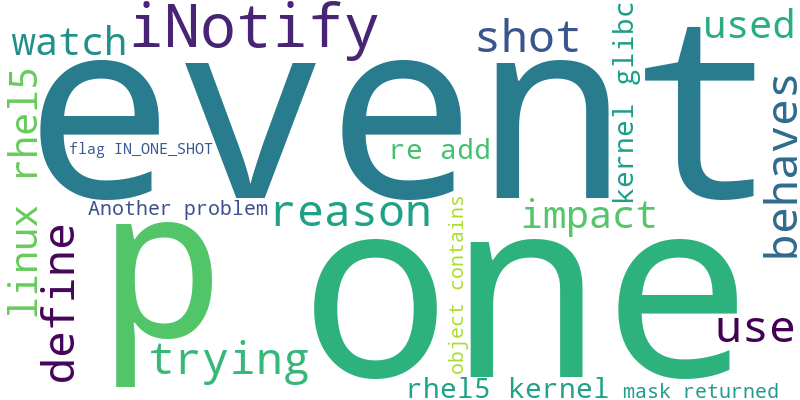 iNotify
watch
shot
used
event
kernel glibc
linux rhel5
behaves
flag IN_ONE_SHOT
re add
Another problem
reason
impact
p
one
define
object contains
use
trying
rhel5 kernel
mask returned